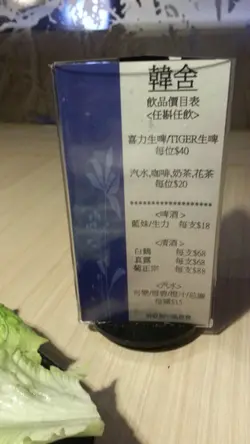 韓舍
飲品價目表
<任斟任飲>
喜力生啤/TIGER生啤
每位$40
汽水,咖啡,奶茶,花茶
每位$20
<啤酒>
藍妹/生力 每支$18
<清酒>
白鶴 每支$68
真露 每支$68
菊正宗 每支$88
<汽水>